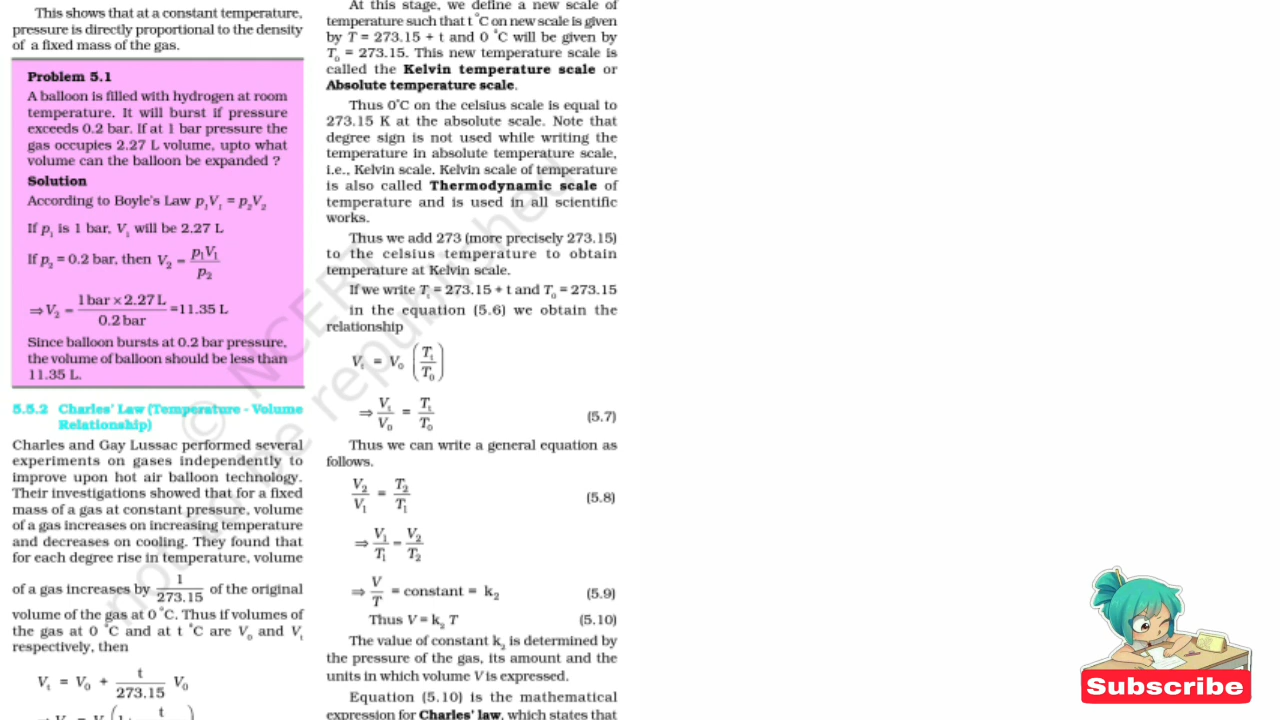 This shows that at a constant temperature,
pressure is directly proportional to the density
of a fixed mass of the gas.
Problem 5.1
A balloon is filled with hydrogen at room
temperature. It will burst if pressure
exceeds 0.2 bar. If at 1 bar pressure the
gas occupies 2.27 L volume, upto what
volume can the balloon be expanded ?
Solution
According to Boyle's Law p₁V₁ = p₂V₂
If p₁ is 1 bar, V₁ will be 2.27 L
If p₂ = 0.2 bar, then V₂ = p₁V₁ / p₂
⇒ V₂ = 1 bar × 2.27 L / 0.2 bar =11.35 L
Since balloon bursts at 0.2 bar pressure,
the volume of balloon should be less than
11.35 L.
5.5.2 Charles' Law (Temperature - Volume
Relationship)
Charles and Gay Lussac performed several
experiments on gases independently to
improve upon hot air balloon technology.
Their investigations showed that for a fixed
mass of a gas at constant pressure, volume
of a gas increases on increasing temperature
and decreases on cooling. They found that
for each degree rise in temperature, volume
of a gas increases by 1 / 273.15 of the original
volume of the gas at 0 °C. Thus if volumes of
the gas at 0 °C and at t °C are V₀ and Vₜ
respectively, then
Vₜ = V₀ + t / 273.15 V₀
At this stage, we define a new scale of
temperature such that t °C on new scale is given
by T = 273.15 + t and 0 °C will be given by
T₀ = 273.15. This new temperature scale is
called the Kelvin temperature scale or
Absolute temperature scale.
Thus 0°C on the celsius scale is equal to
273.15 K at the absolute scale. Note that
degree sign is not used while writing the
temperature in absolute temperature scale,
i.e., Kelvin scale. Kelvin scale of temperature
is also called Thermodynamic scale of
temperature and is used in all scientific
works.
Thus we add 273 (more precisely 273.15)
to the celsius temperature to obtain
temperature at Kelvin scale.
If we write Tₜ = 273.15 + t and T₀ = 273.15
in the equation (5.6) we obtain the
relationship
Vₜ = V₀ (Tₜ / T₀)
⇒ Vₜ / V₀ = Tₜ / T₀ (5.7)
Thus we can write a general equation as
follows.
V₂ / V₁ = T₂ / T₁ (5.8)
⇒ V₁ / T₁ = V₂ / T₂
⇒ V / T = constant = k₂ (5.9)
Thus V = k₂ T (5.10)
The value of constant k₂ is determined by
the pressure of the gas, its amount and the
units in which volume V is expressed.
Equation (5.10) is the mathematical
expression for Charles' law, which states that
© NCERT
not to be republished
Subscribe